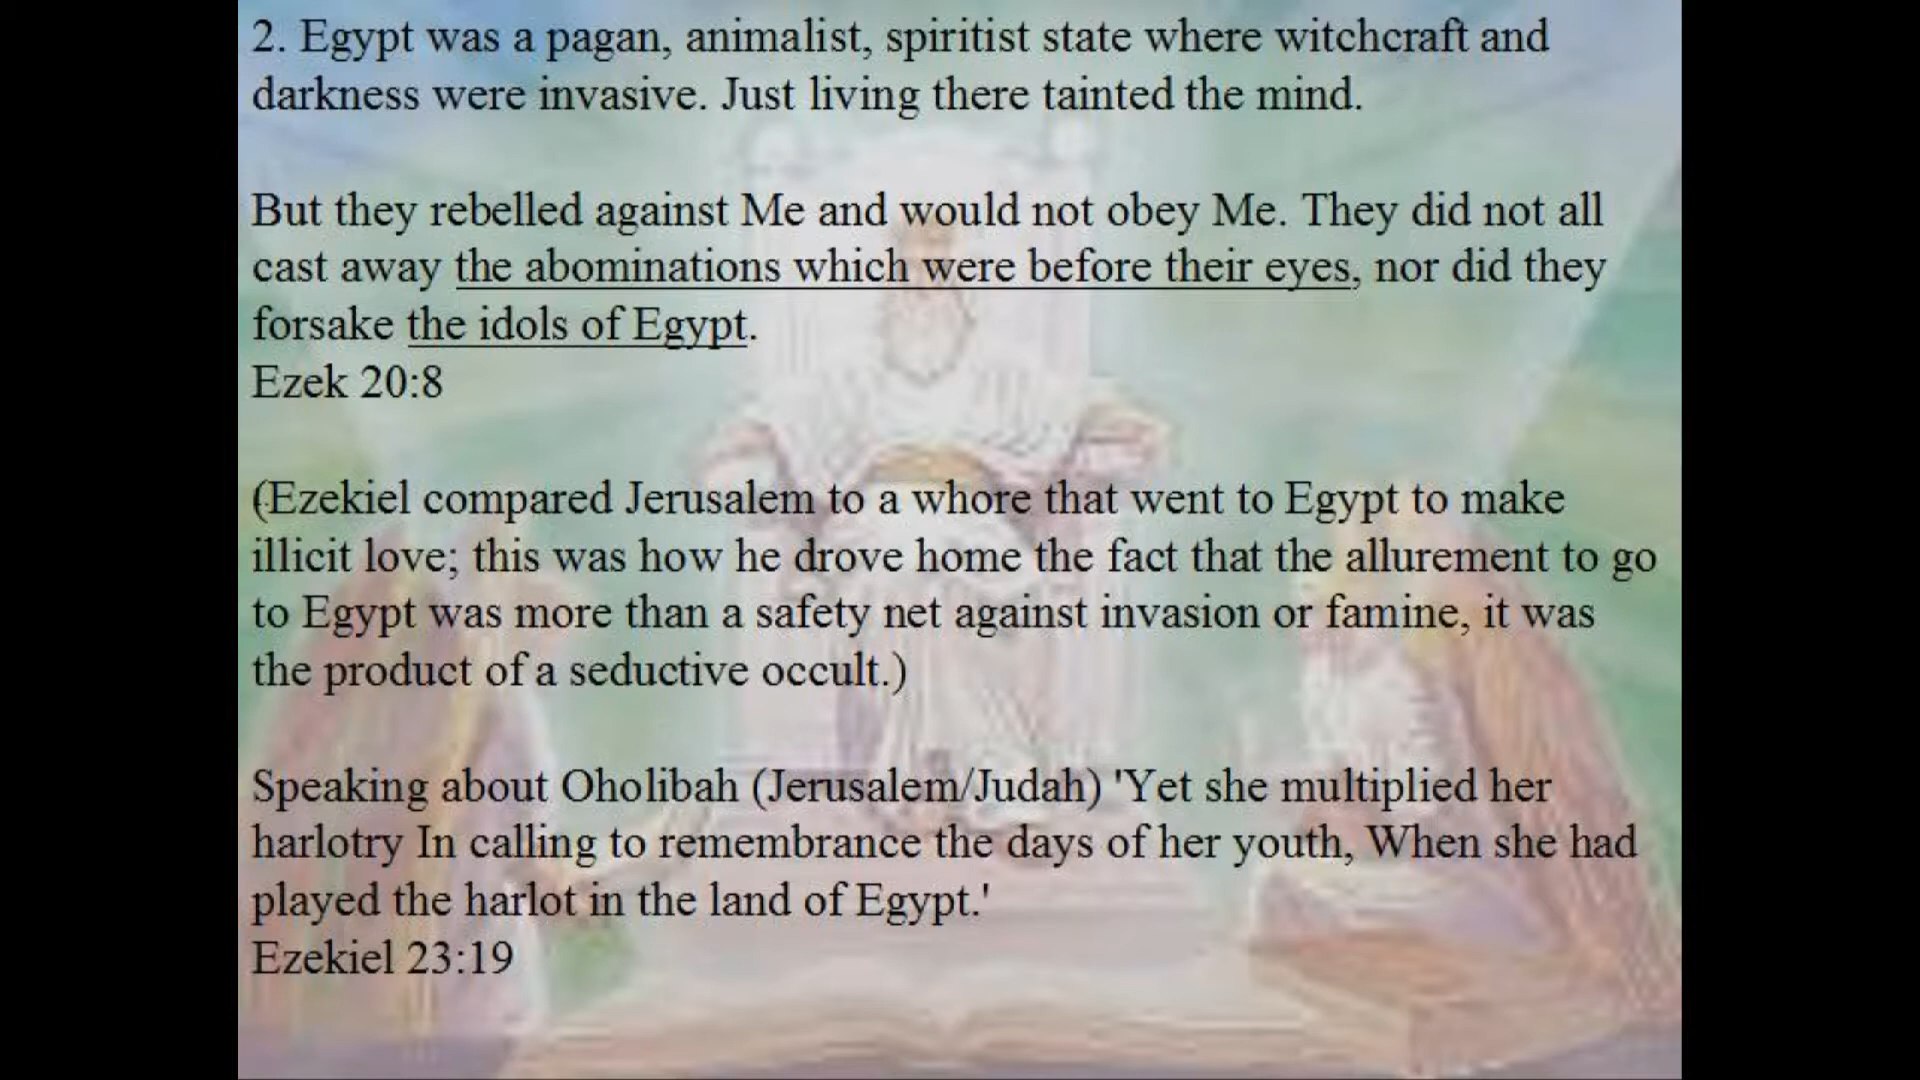 2. Egypt was a pagan, animalist, spiritist state where witchcraft and
darkness were invasive. Just living there tainted the mind.
But they rebelled against Me and would not obey Me. They did not all
cast away the abominations which were before their eyes, nor did they
forsake the idols of Egypt.
Ezek 20:8
(Ezekiel compared Jerusalem to a whore that went to Egypt to make
illicit love; this was how he drove home the fact that the allurement to go
to Egypt was more than a safety net against invasion or famine, it was
the product of a seductive occult.)
Speaking about Oholibah (Jerusalem/Judah) 'Yet she multiplied her
harlotry In calling to remembrance the days of her youth, When she had
played the harlot in the land of Egypt.'
Ezekiel 23:19